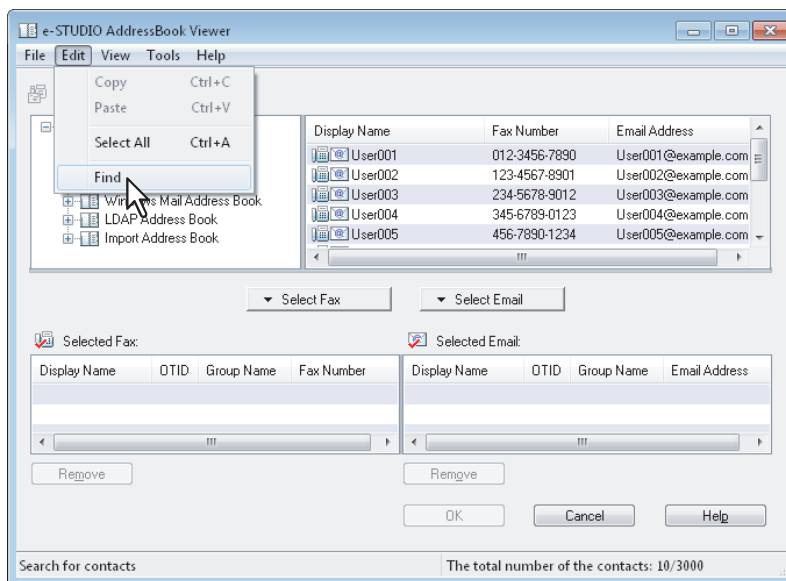 e-STUDIO AddressBook Viewer
File Edit View Tools Help
Copy Ctrl+C
Paste Ctrl+V
Select All Ctrl+A
Find
Windows Mail Address Book
LDAP Address Book
Import Address Book
Display Name Fax Number Email Address
User001 012-3456-7890 User001@example.com
User002 123-4567-8901 User002@example.com
User003 234-5678-9012 User003@example.com
User004 345-6789-0123 User004@example.com
User005 456-7890-1234 User005@example.com
Select Fax Select Email
Selected Fax: Selected Email:
Display Name OTID Group Name Fax Number Display Name OTID Group Name Email Address
Remove Remove
OK Cancel Help
Search for contacts The total number of the contacts: 10/3000